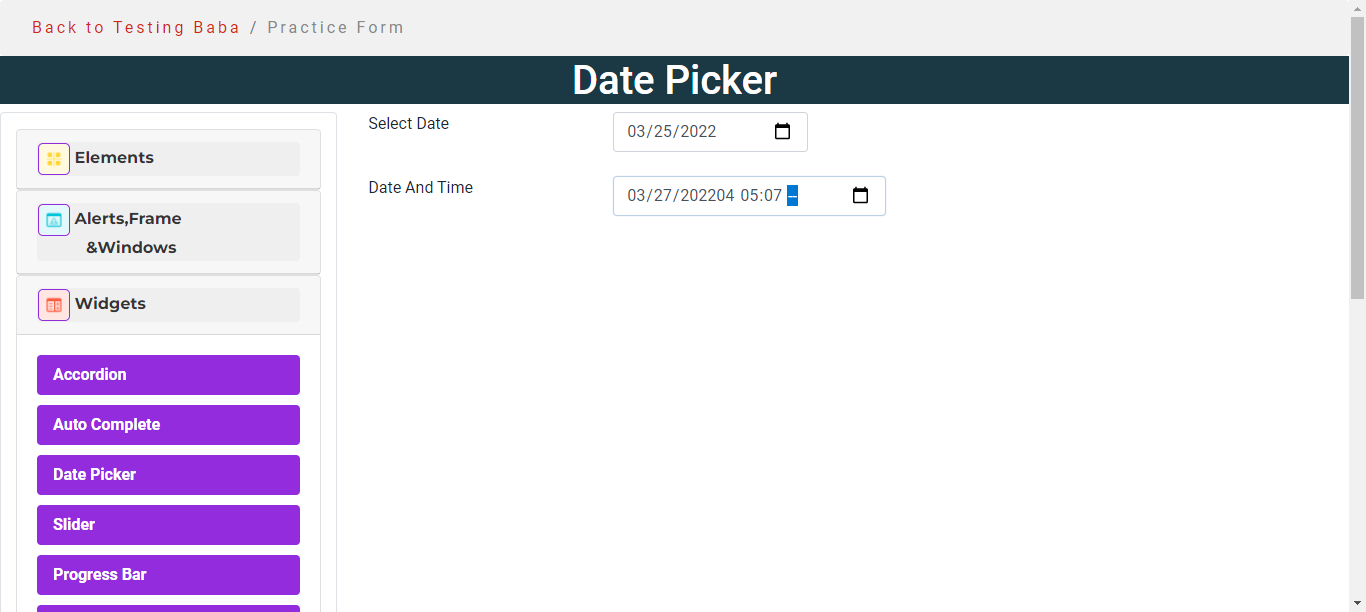 Back to Testing Baba / Practice Form
Date Picker
Elements
Alerts,Frame
&Windows
Widgets
Accordion
Auto Complete
Date Picker
Slider
Progress Bar
Select Date
03/25/2022
Date And Time
03/27/202204 05:07 --